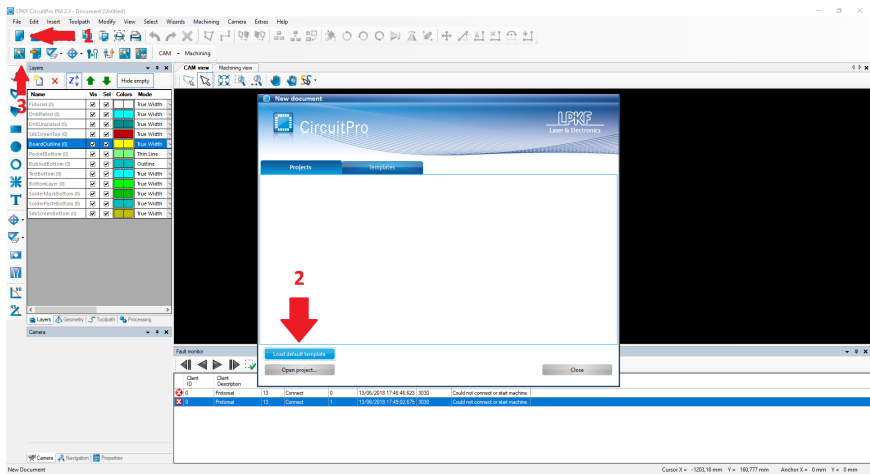 LPKF CircuitPro PM 2.3 - Document [Untitled]
File Edit Insert Toolpath Modify View Select Wizards Machining Camera Extras Help
1
CAM - Machining
3
Layers
Hide empty
Name Vis Sel Colors Mode
Fiducial (0) True Width
DrillPlated (0) True Width
DrillUnplated (0) True Width
SilkScreenTop (0) True Width
BoardOutline (0) True Width
PocketBottom (0) Thin Line
RuboutBottom (0) Outline
TextBottom (0) True Width
BottomLayer (0) True Width
SolderMaskBottom (0) True Width
SolderPasteBottom (0) True Width
SilkScreenBottom (0) True Width
T
Layers Geometry Toolpath Processing
Camera
Camera Navigation Properties
CAM view Machining view
New document
CircuitPro
LPKF
Laser & Electronics
Projects Templates
2
Load default template
Open project... Close
Fault monitor
Client ID Client Description
0 Protomat 13 Connect 0 13/06/2018 17:46:45,623 3030 Could not connect or start machine
0 Protomat 13 Connect 1 13/06/2018 17:49:02,675 3030 Could not connect or start machine
New Document Cursor X = -1203,18 mm Y = 160,777 mm Anchor X = 0 mm Y = 0 mm